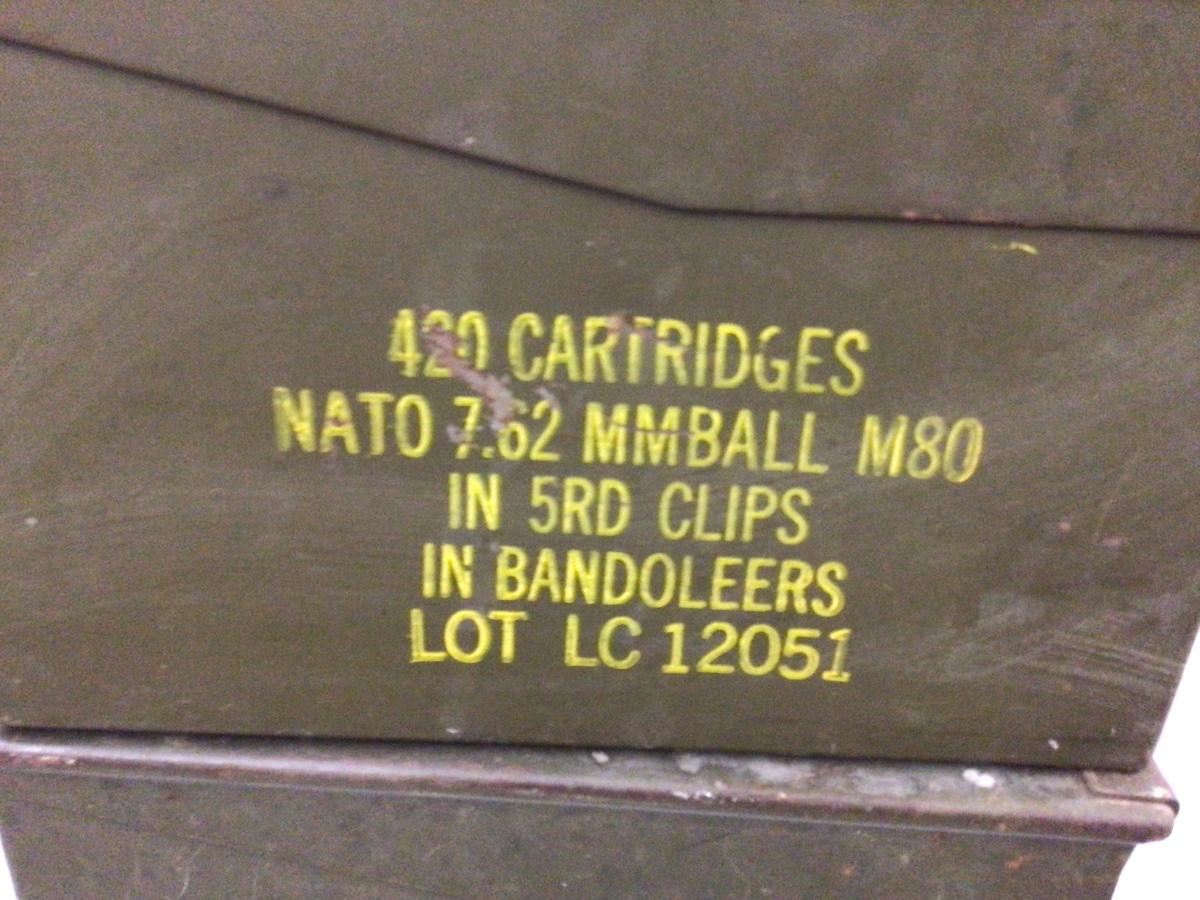 420 CARTRIDGES
NATO 7.62 MMBALL M80
IN 5RD CLIPS
IN BANDOLEERS
LOT LC 12051